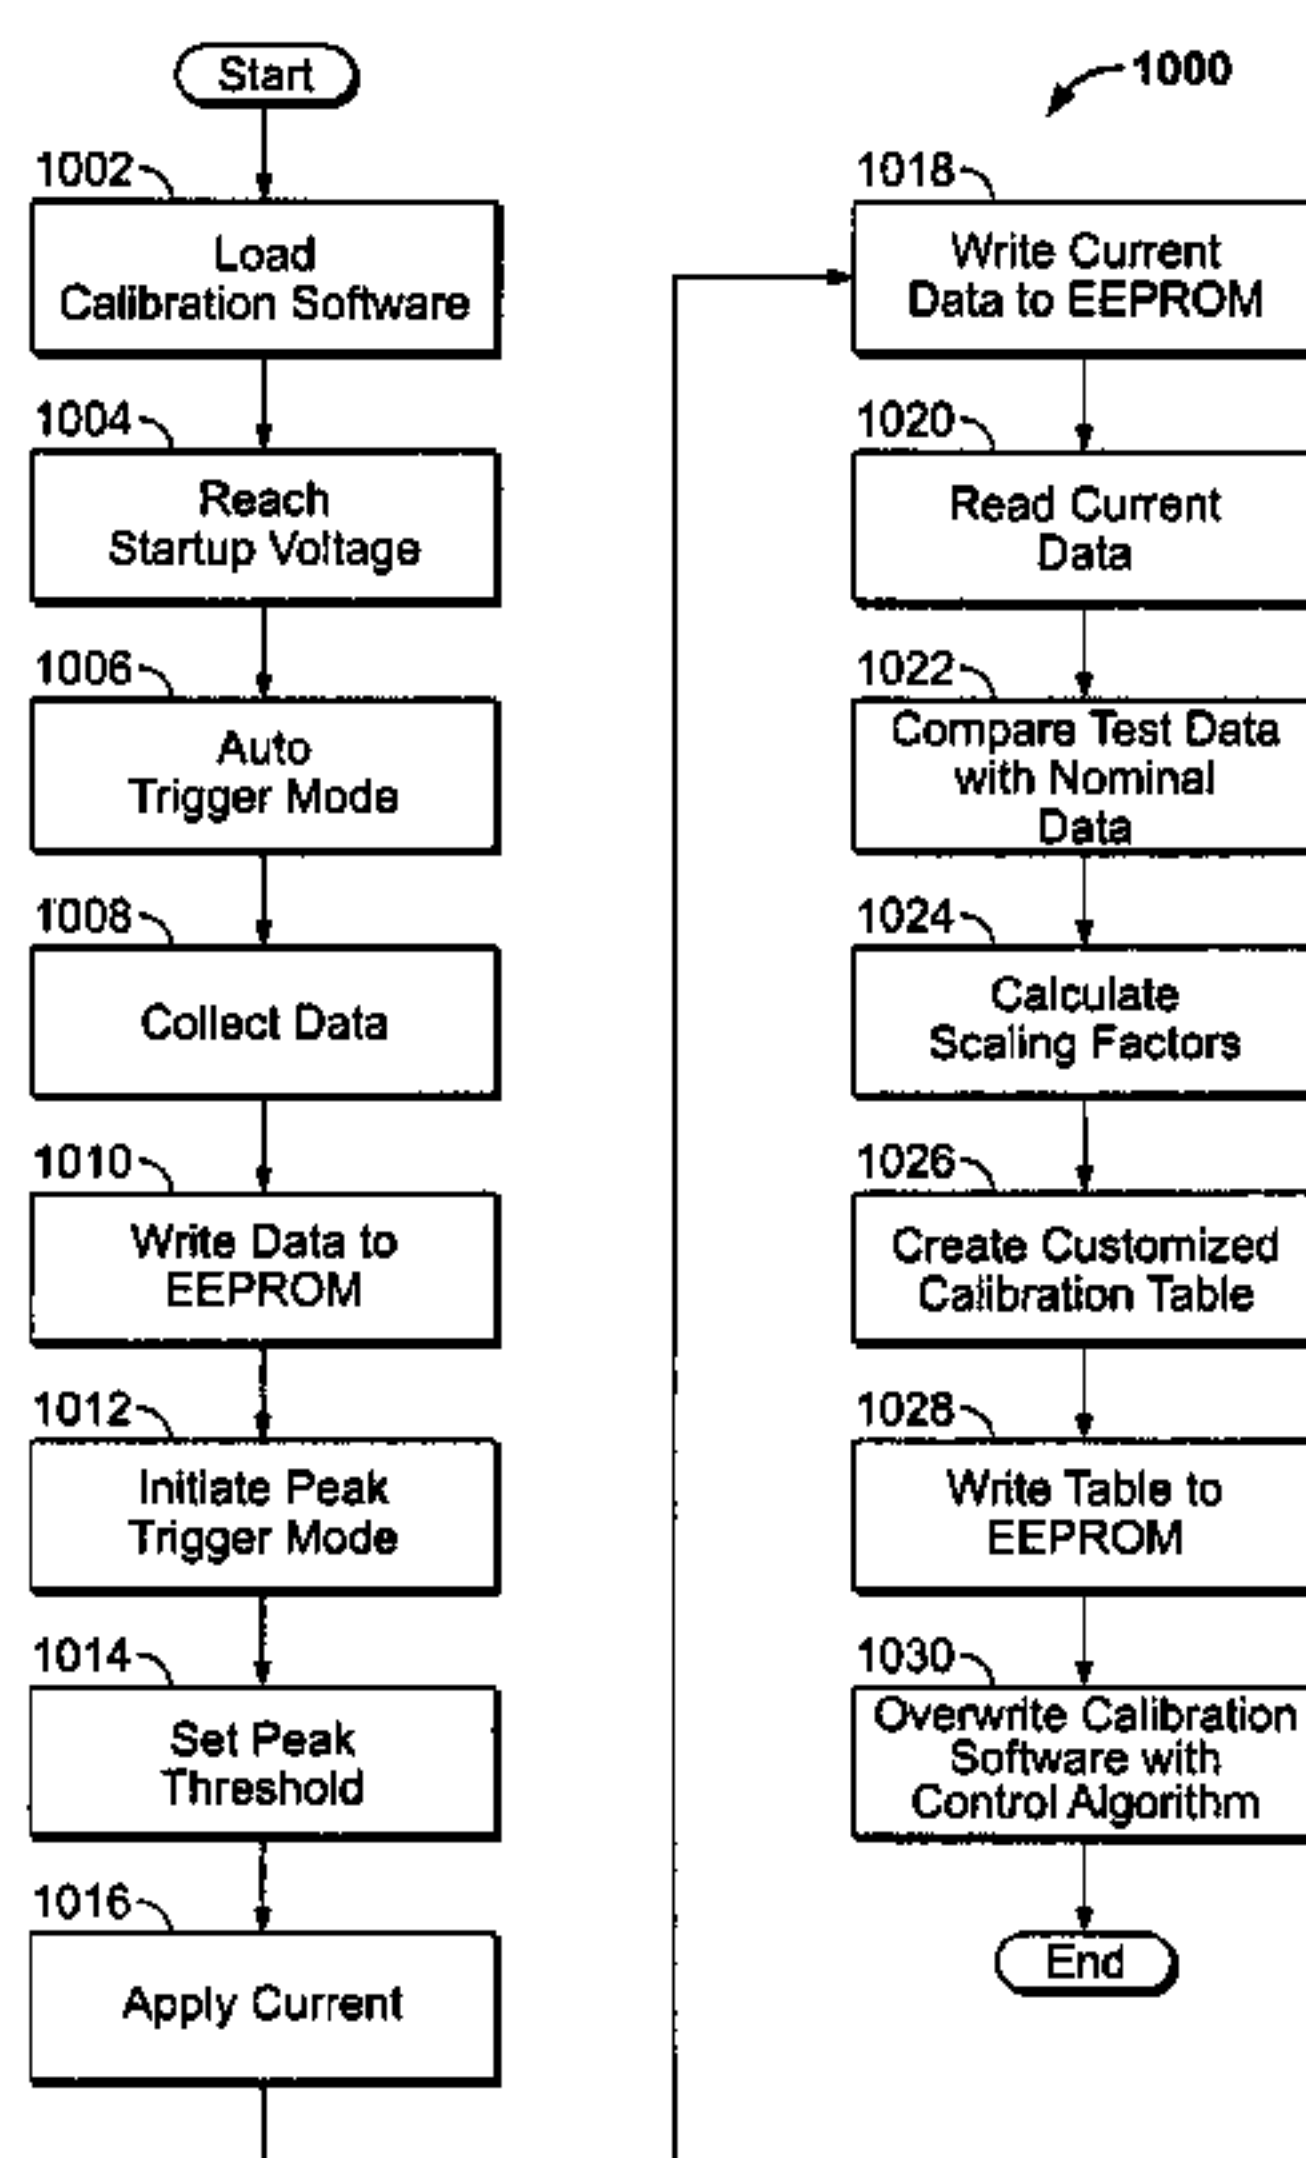 Start
1000
1002
Load
Calibration Software
1004
Reach
Startup Voltage
1006
Auto
Trigger Mode
1008
Collect Data
1010
Write Data to
EEPROM
1012
Initiate Peak
Trigger Mode
1014
Set Peak
Threshold
1016
Apply Current
1018
Write Current
Data to EEPROM
1020
Read Current
Data
1022
Compare Test Data
with Nominal
Data
1024
Calculate
Scaling Factors
1026
Create Customized
Calibration Table
1028
Write Table to
EEPROM
1030
Overwrite Calibration
Software with
Control Algorithm
End